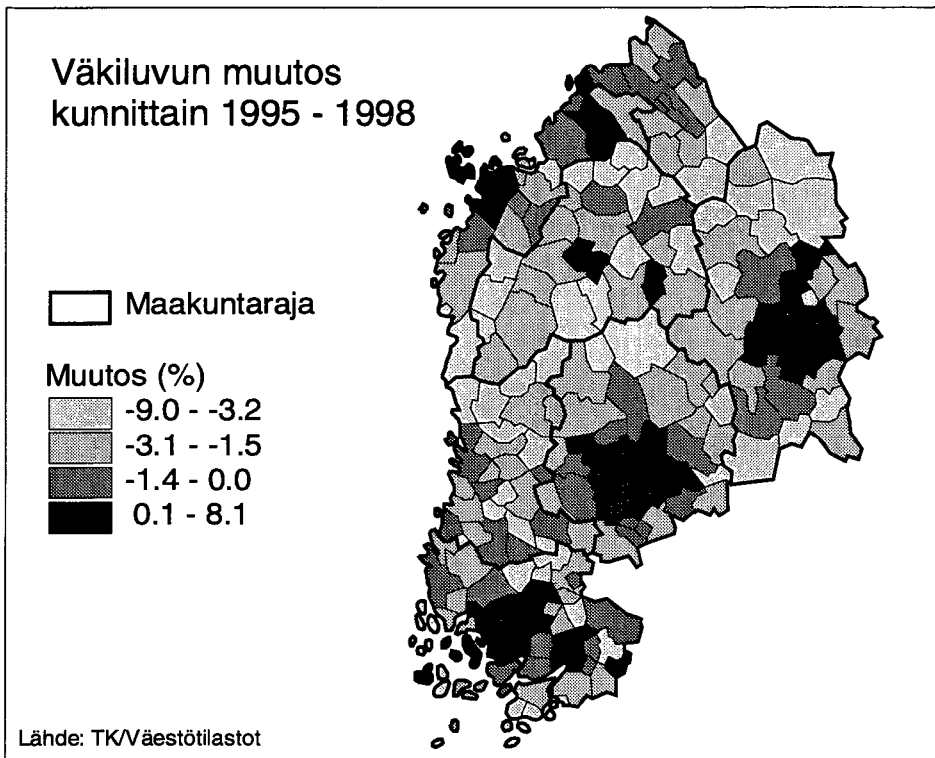 Väkiluvun muutos
kunnittain 1995 - 1998
Maakuntaraja
Muutos (%)
-9.0 - -3.2
-3.1 - -1.5
-1.4 - 0.0
0.1 - 8.1
Lähde: TK/Väestötilastot